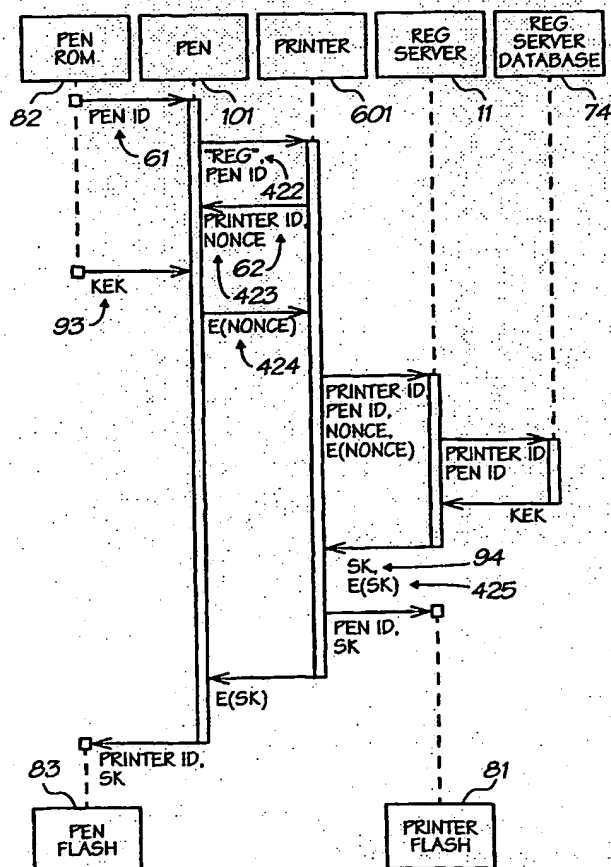 PEN
ROM
PEN
PRINTER
REG
SERVER
REG
SERVER
DATABASE
82
101
601
11
74
PEN ID
61
"REG",
PEN ID
422
PRINTER ID,
NONCE
62
423
KEK
93
E(NONCE)
424
PRINTER ID,
PEN ID,
NONCE,
E(NONCE)
PRINTER ID,
PEN ID
KEK
SK,
E(SK)
94
425
PEN ID,
SK
E(SK)
PRINTER ID,
SK
83
81
PEN
FLASH
PRINTER
FLASH